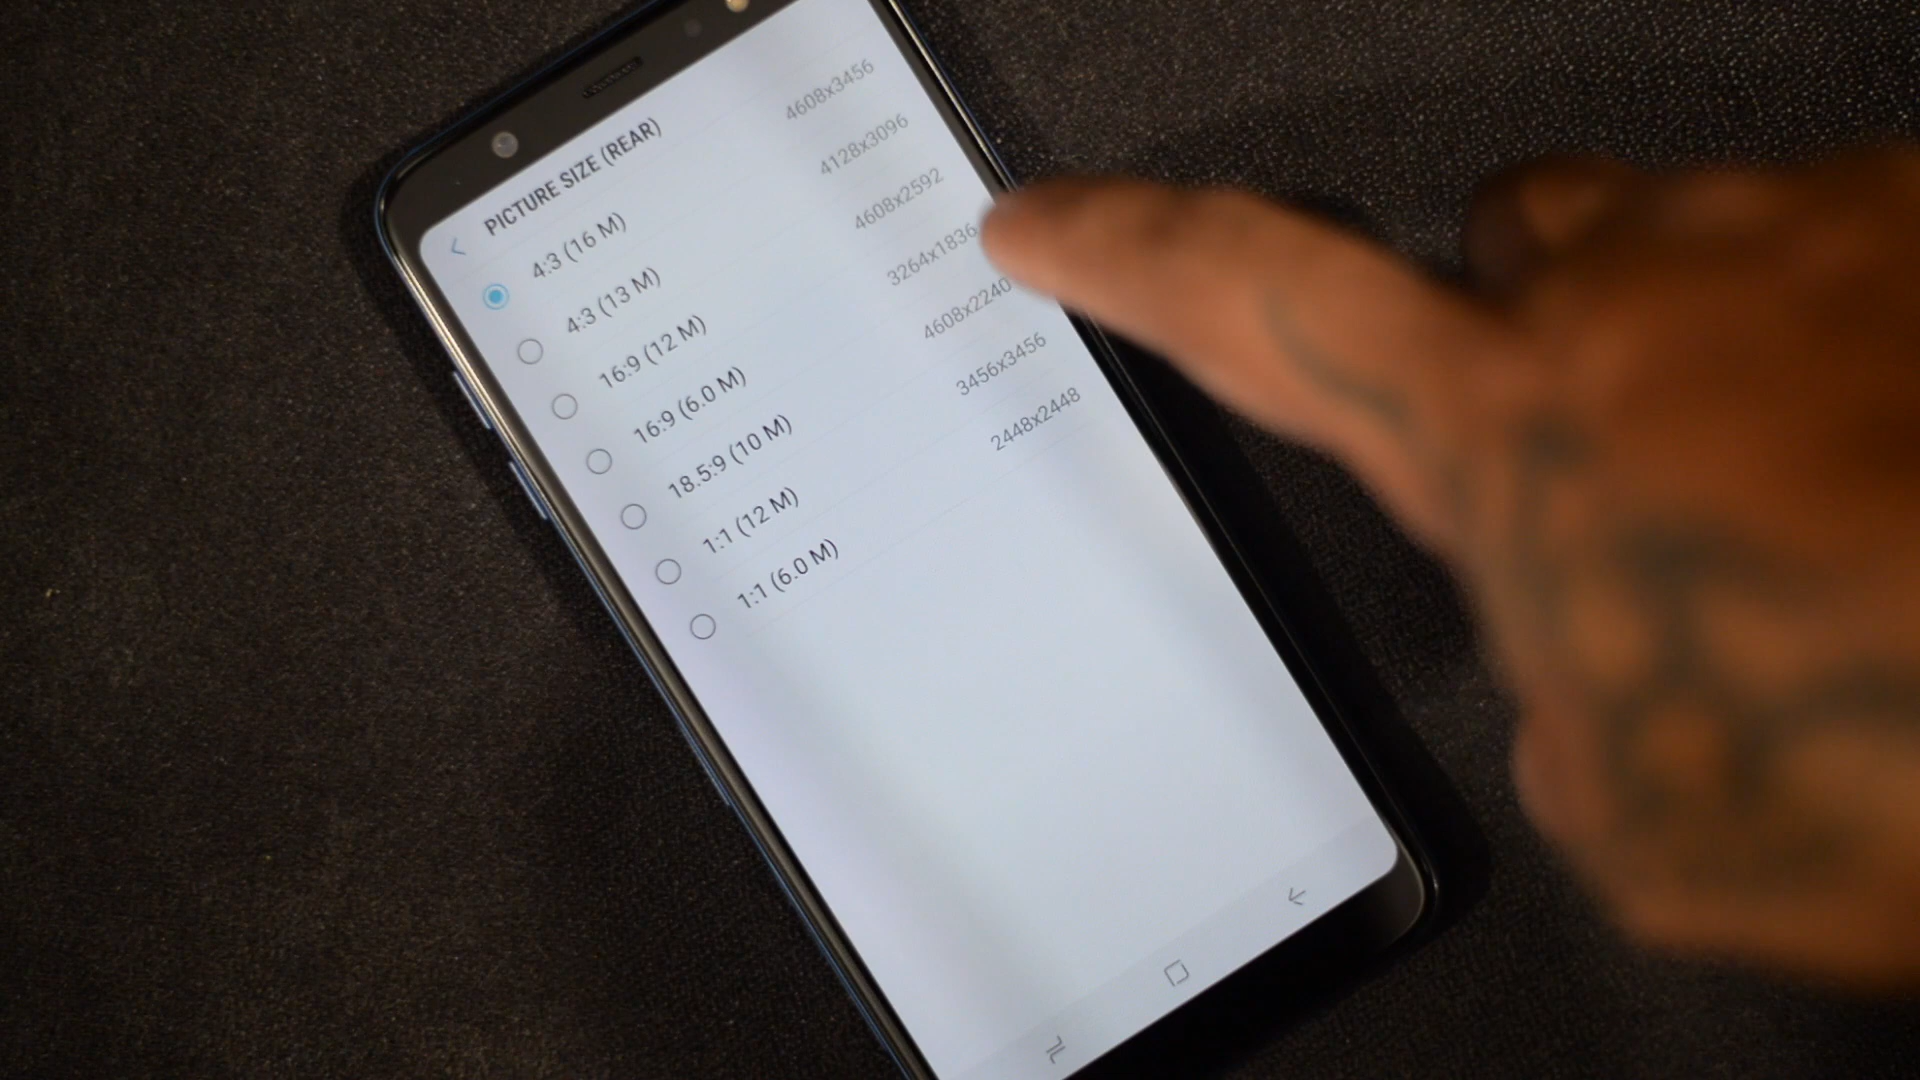 PICTURE SIZE (REAR)
4:3 (16 M) 4608x3456
4:3 (13 M) 4128x3096
16:9 (12 M) 4608x2592
16:9 (6.0 M) 3264x1836
18.5:9 (10 M) 4608x2240
1:1 (12 M) 3456x3456
1:1 (6.0 M) 2448x2448